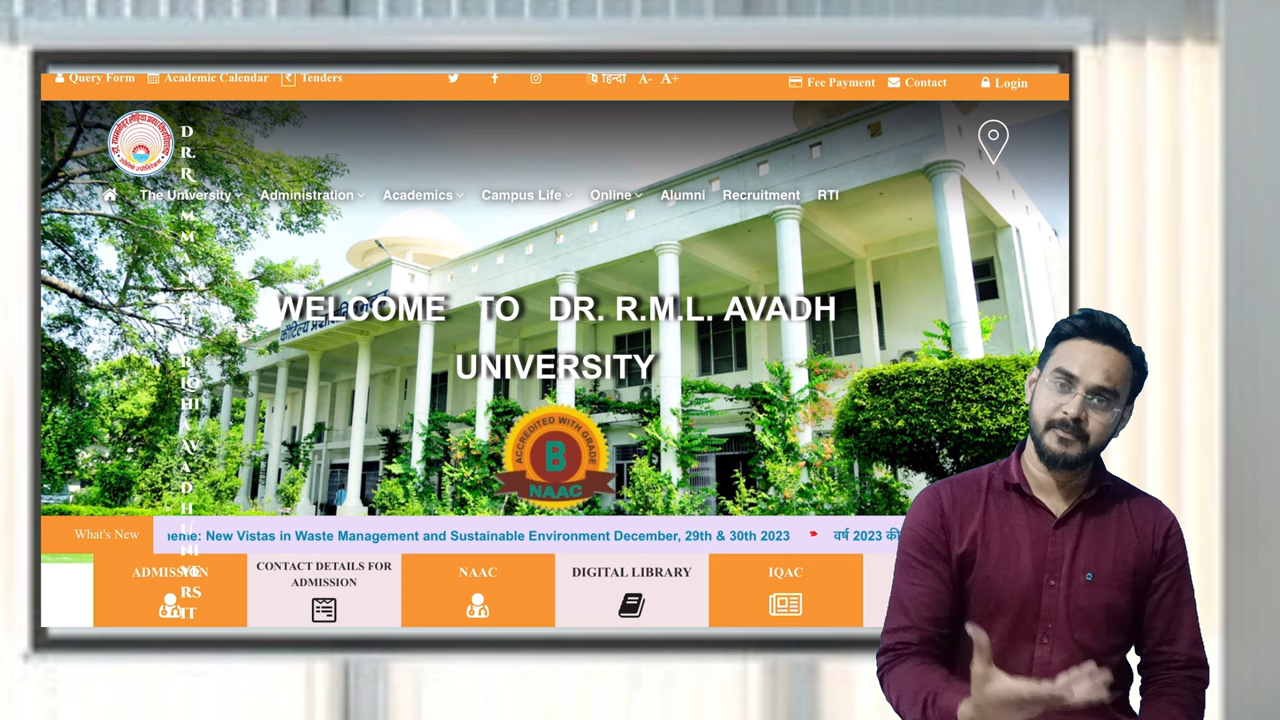 Query Form Academic Calendar Tenders हिन्दी A- A+ Fee Payment Contact Login
The University Administration Academics Campus Life Online Alumni Recruitment RTI
WELCOME TO DR. R.M.L. AVADH
UNIVERSITY
ACCREDITED WITH GRADE
B
NAAC
What's New
New Vistas in Waste Management and Sustainable Environment December, 29th & 30th 2023 वर्ष 2023 की
ADMISSION
CONTACT DETAILS FOR
ADMISSION
NAAC
DIGITAL LIBRARY
IQAC